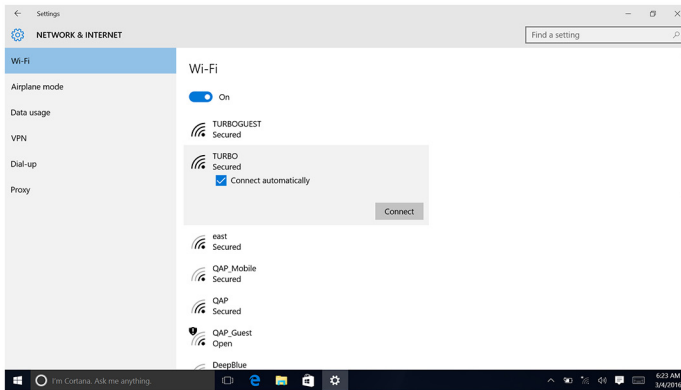 Settings
NETWORK & INTERNET
Find a setting
Wi-Fi
Airplane mode
Data usage
VPN
Dial-up
Proxy
Wi-Fi
On
TURBOGUEST
Secured
TURBO
Secured
Connect automatically
Connect
east
Secured
QAP_Mobile
Secured
QAP
Secured
QAP_Guest
Open
DeepBlue
I'm Cortana. Ask me anything.
6:23 AM
3/4/2016